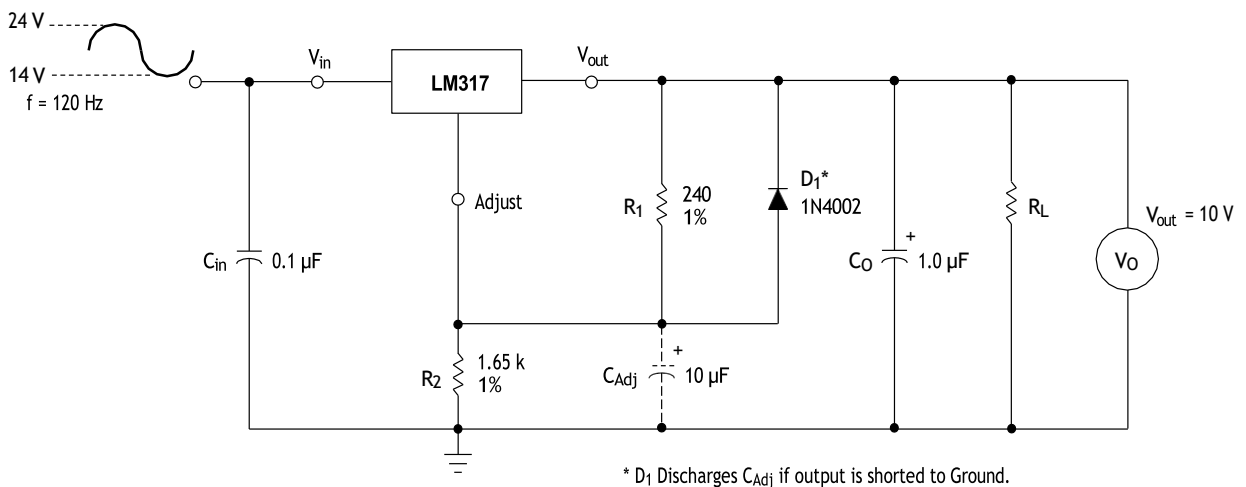 24 V
14 V
f = 120 Hz
Vin
LM317
Vout
Adjust
Cin
0.1 µF
R1
240
1%
D1*
1N4002
CO
+
1.0 µF
RL
Vout = 10 V
VO
R2
1.65 k
1%
CAdj
+
10 µF
* D1 Discharges CAdj if output is shorted to Ground.